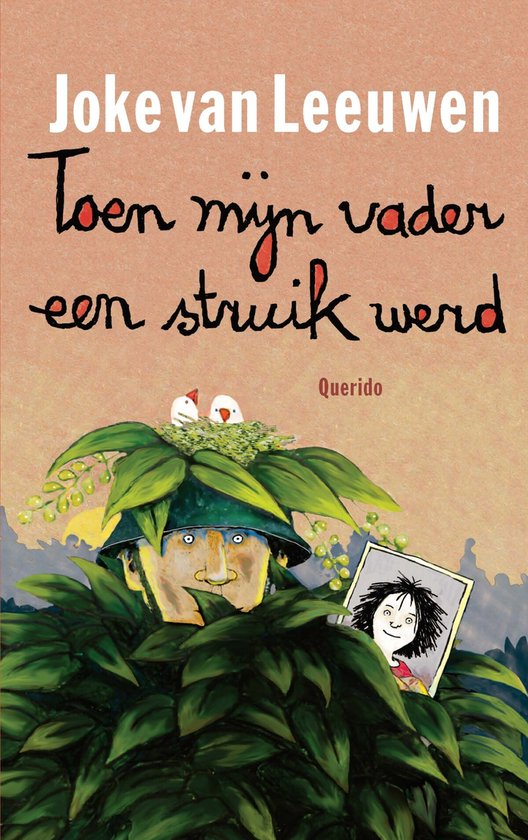 Joke van Leeuwen
Toen mijn vader
een struik werd
Querido